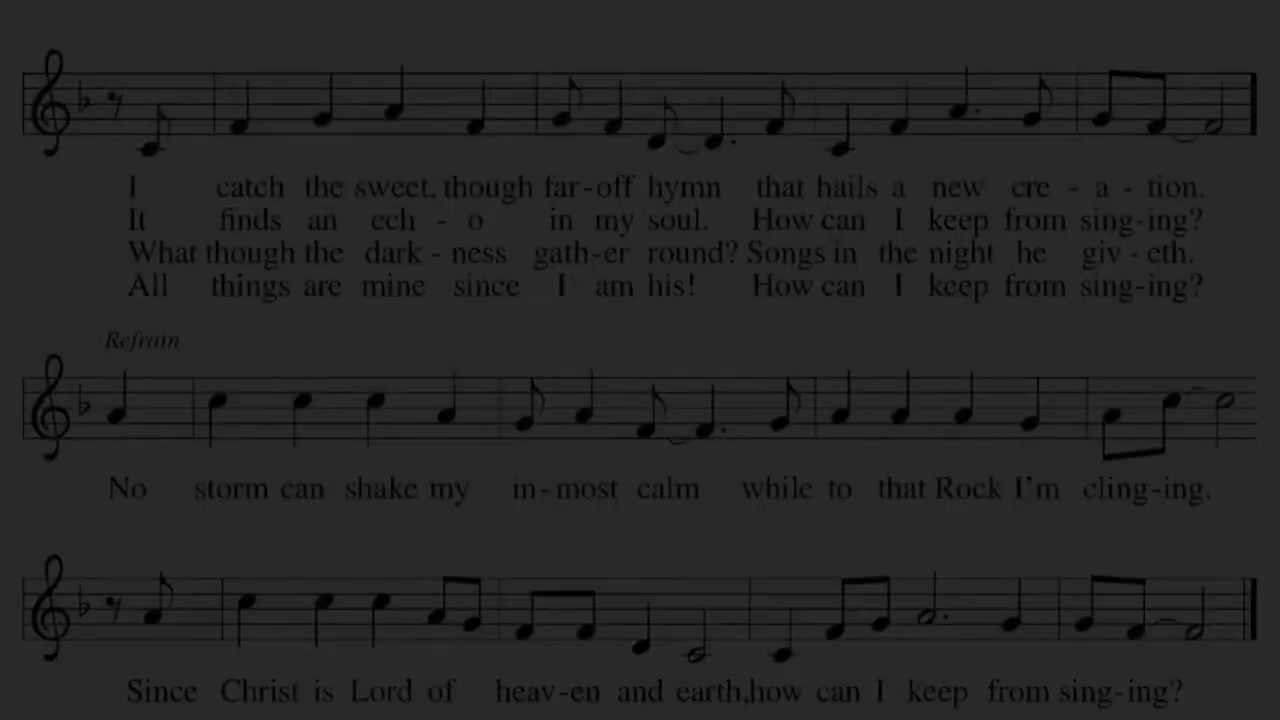 I catch the sweet, though far-off hymn that hails a new cre - a - tion.
It finds an ech - o in my soul. How can I keep from sing-ing?
What though the dark - ness gath-er round? Songs in the night he giv - eth.
All things are mine since I am his! How can I keep from sing-ing?
Refrain
No storm can shake my in-most calm while to that Rock I'm cling-ing.
Since Christ is Lord of heav-en and earth,how can I keep from sing-ing?